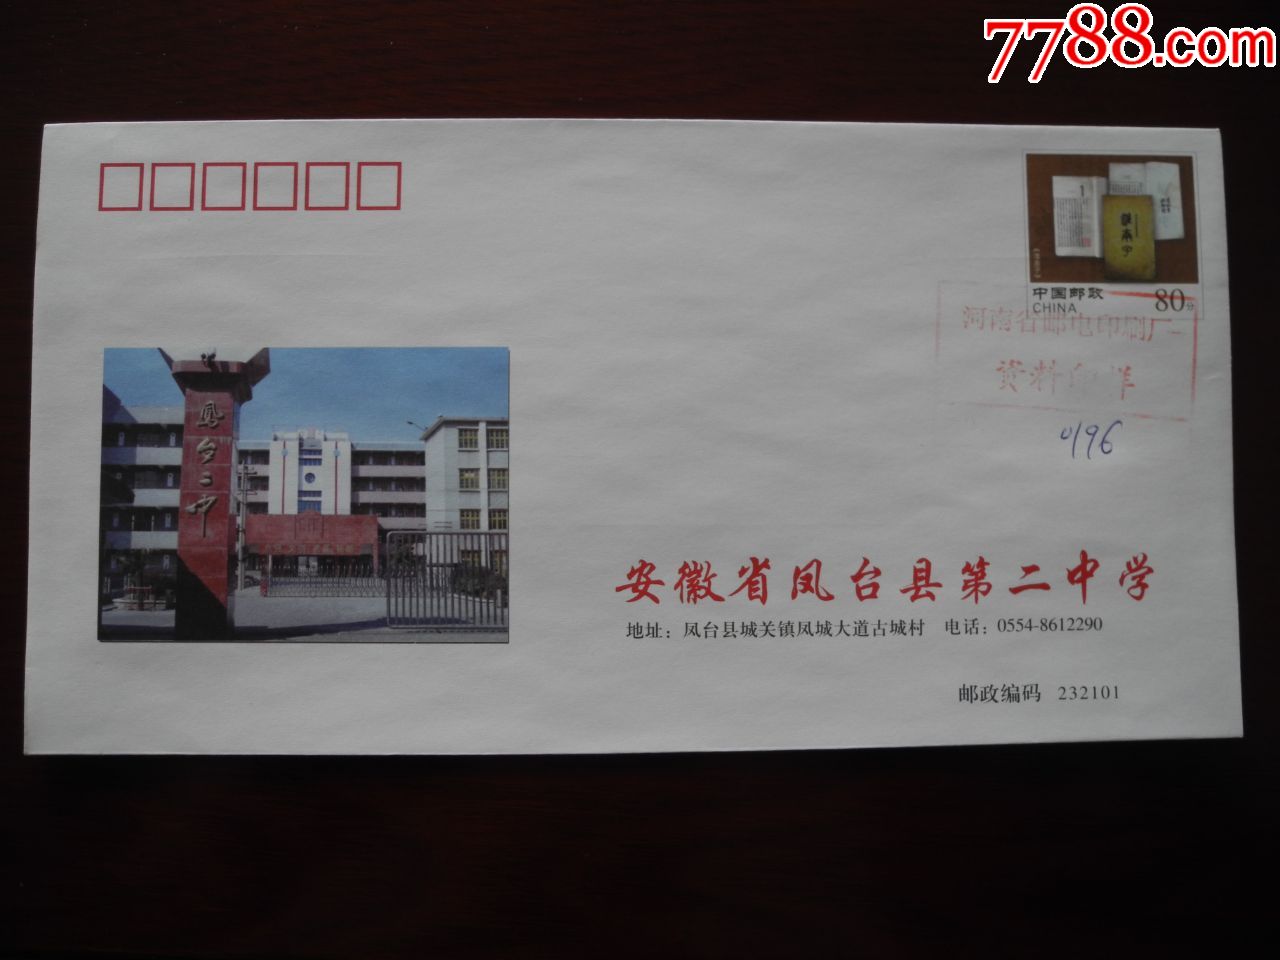 7788.com
中国邮政 80分
CHINA
河南省邮电印刷厂
资料印样
0196
鳳台二中
安徽省凤台县第二中学
地址：凤台县城关镇凤城大道古城村 电话：0554-8612290
邮政编码 232101